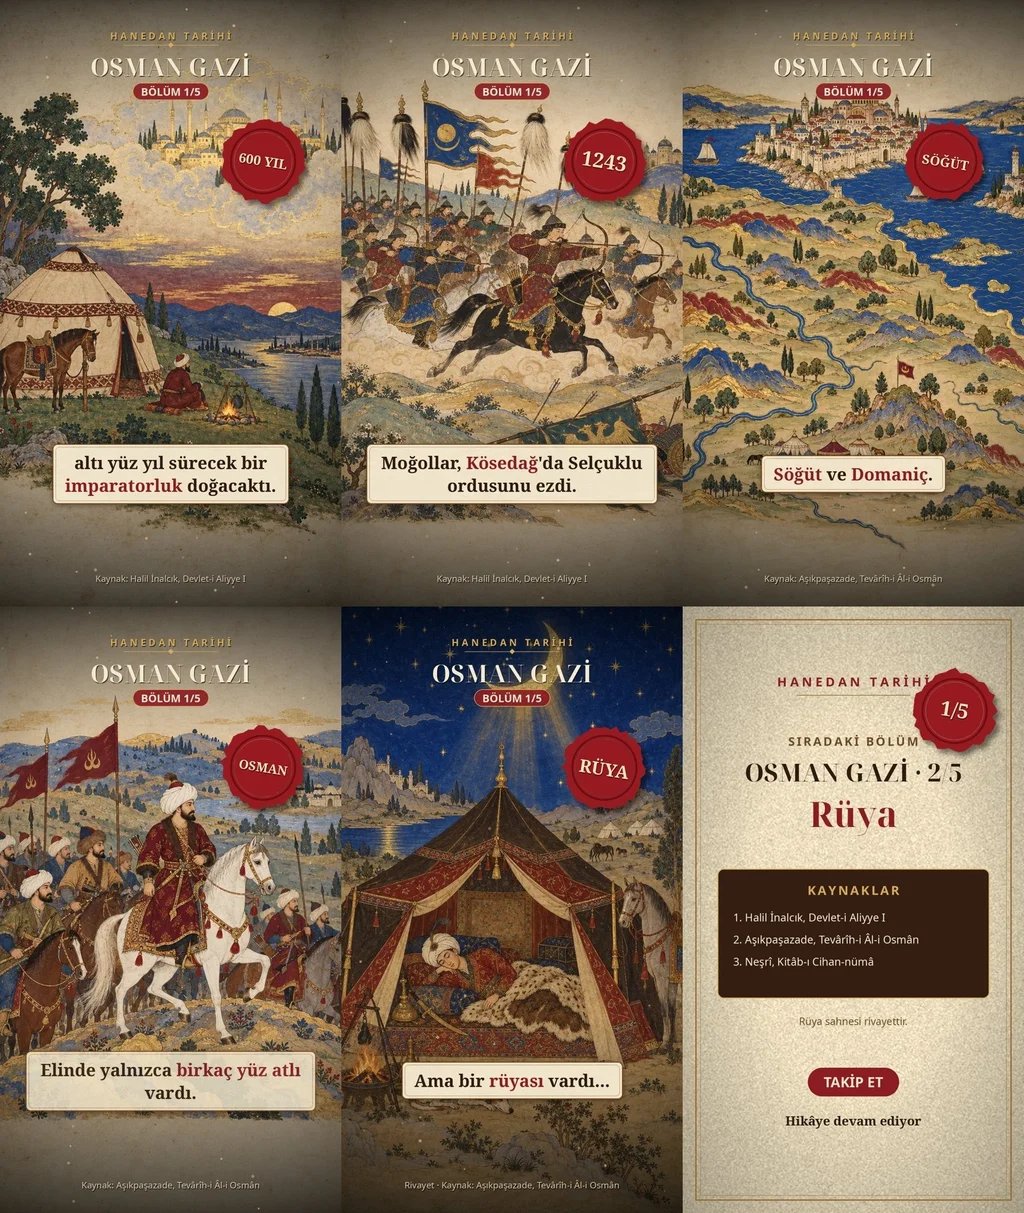 HANEDAN TARİHİ
OSMAN GAZİ
BÖLÜM 1/5
600 YIL
altı yüz yıl sürecek bir
imparatorluk doğacaktı.
Kaynak: Halil İnalcık, Devlet-i Aliyye I
HANEDAN TARİHİ
OSMAN GAZİ
BÖLÜM 1/5
1243
Moğollar, Kösedağ'da Selçuklu
ordusunu ezdi.
Kaynak: Halil İnalcık, Devlet-i Aliyye I
HANEDAN TARİHİ
OSMAN GAZİ
BÖLÜM 1/5
SÖĞÜT
Söğüt ve Domaniç.
Kaynak: Aşıkpaşazade, Tevârîh-i Âl-i Osmân
HANEDAN TARİHİ
OSMAN GAZİ
BÖLÜM 1/5
OSMAN
Elinde yalnızca birkaç yüz atlı
vardı.
Kaynak: Aşıkpaşazade, Tevârîh-i Âl-i Osmân
HANEDAN TARİHİ
OSMAN GAZİ
BÖLÜM 1/5
RÜYA
Ama bir rüyası vardı...
Rivayet · Kaynak: Aşıkpaşazade, Tevârîh-i Âl-i Osmân
HANEDAN TARİHİ
1/5
SIRADAKİ BÖLÜM
OSMAN GAZİ · 2/5
Rüya
KAYNAKLAR
1. Halil İnalcık, Devlet-i Aliyye I
2. Aşıkpaşazade, Tevârîh-i Âl-i Osmân
3. Neşrî, Kitâb-ı Cihan-nümâ
Rüya sahnesi rivayettir.
TAKİP ET
Hikâye devam ediyor